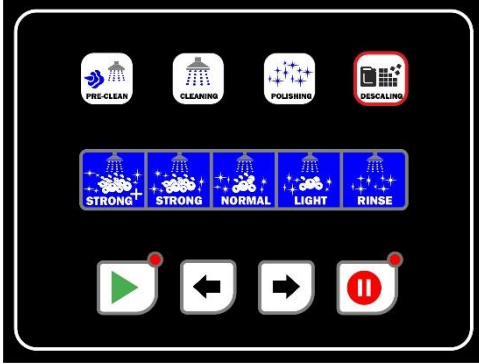 PRE-CLEAN
CLEANING
POLISHING
DESCALING
STRONG+
STRONG
NORMAL
LIGHT
RINSE